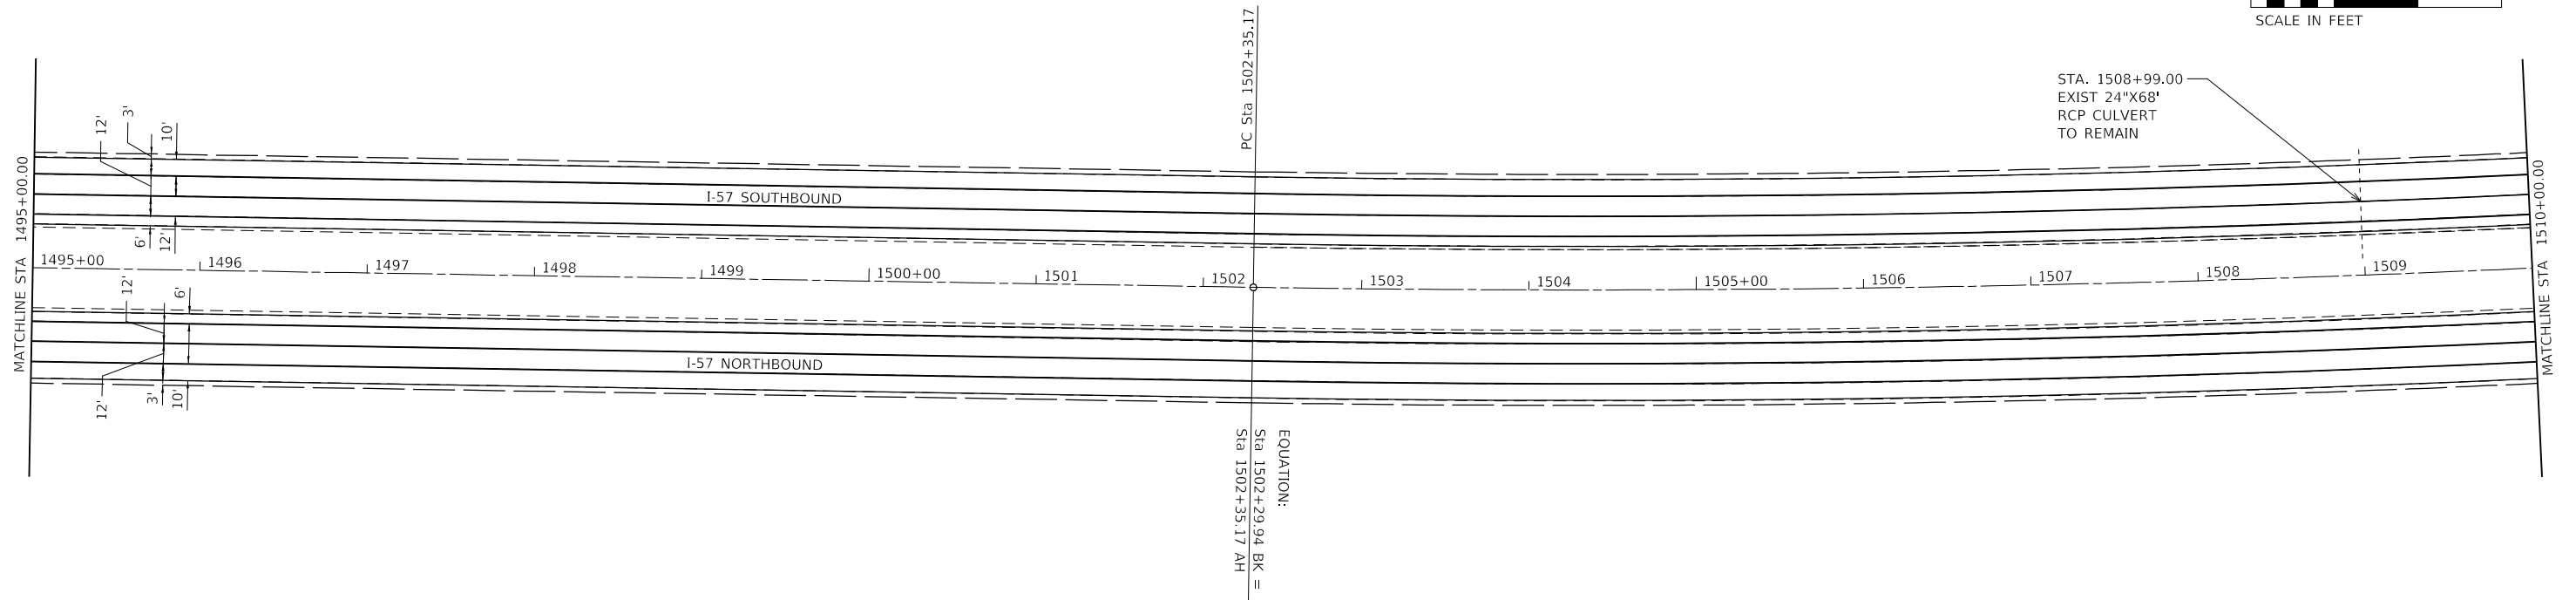 SCALE IN FEET
PC Sta 1502+35.17
STA. 1508+99.00
EXIST 24"X68'
RCP CULVERT
TO REMAIN
MATCHLINE STA 1495+00.00
12'
3'
10'
I-57 SOUTHBOUND
6'
12'
1495+00
1496
1497
1498
1499
1500+00
1501
1502
1503
1504
1505+00
1506
1507
1508
1509
12'
6'
I-57 NORTHBOUND
12'
3'
10'
MATCHLINE STA 1510+00.00
EQUATION:
Sta 1502+29.94 BK =
Sta 1502+35.17 AH